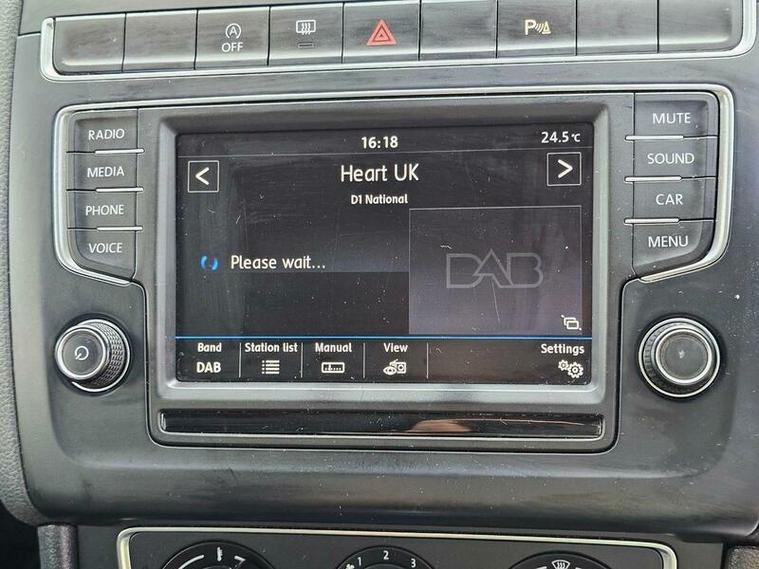 A
OFF
P
RADIO
MEDIA
PHONE
VOICE
16:18
24.5°C
<
Heart UK
>
D1 National
Please wait...
DAB
Band
DAB
Station list
Manual
View
Settings
MUTE
SOUND
CAR
MENU
1
2
3